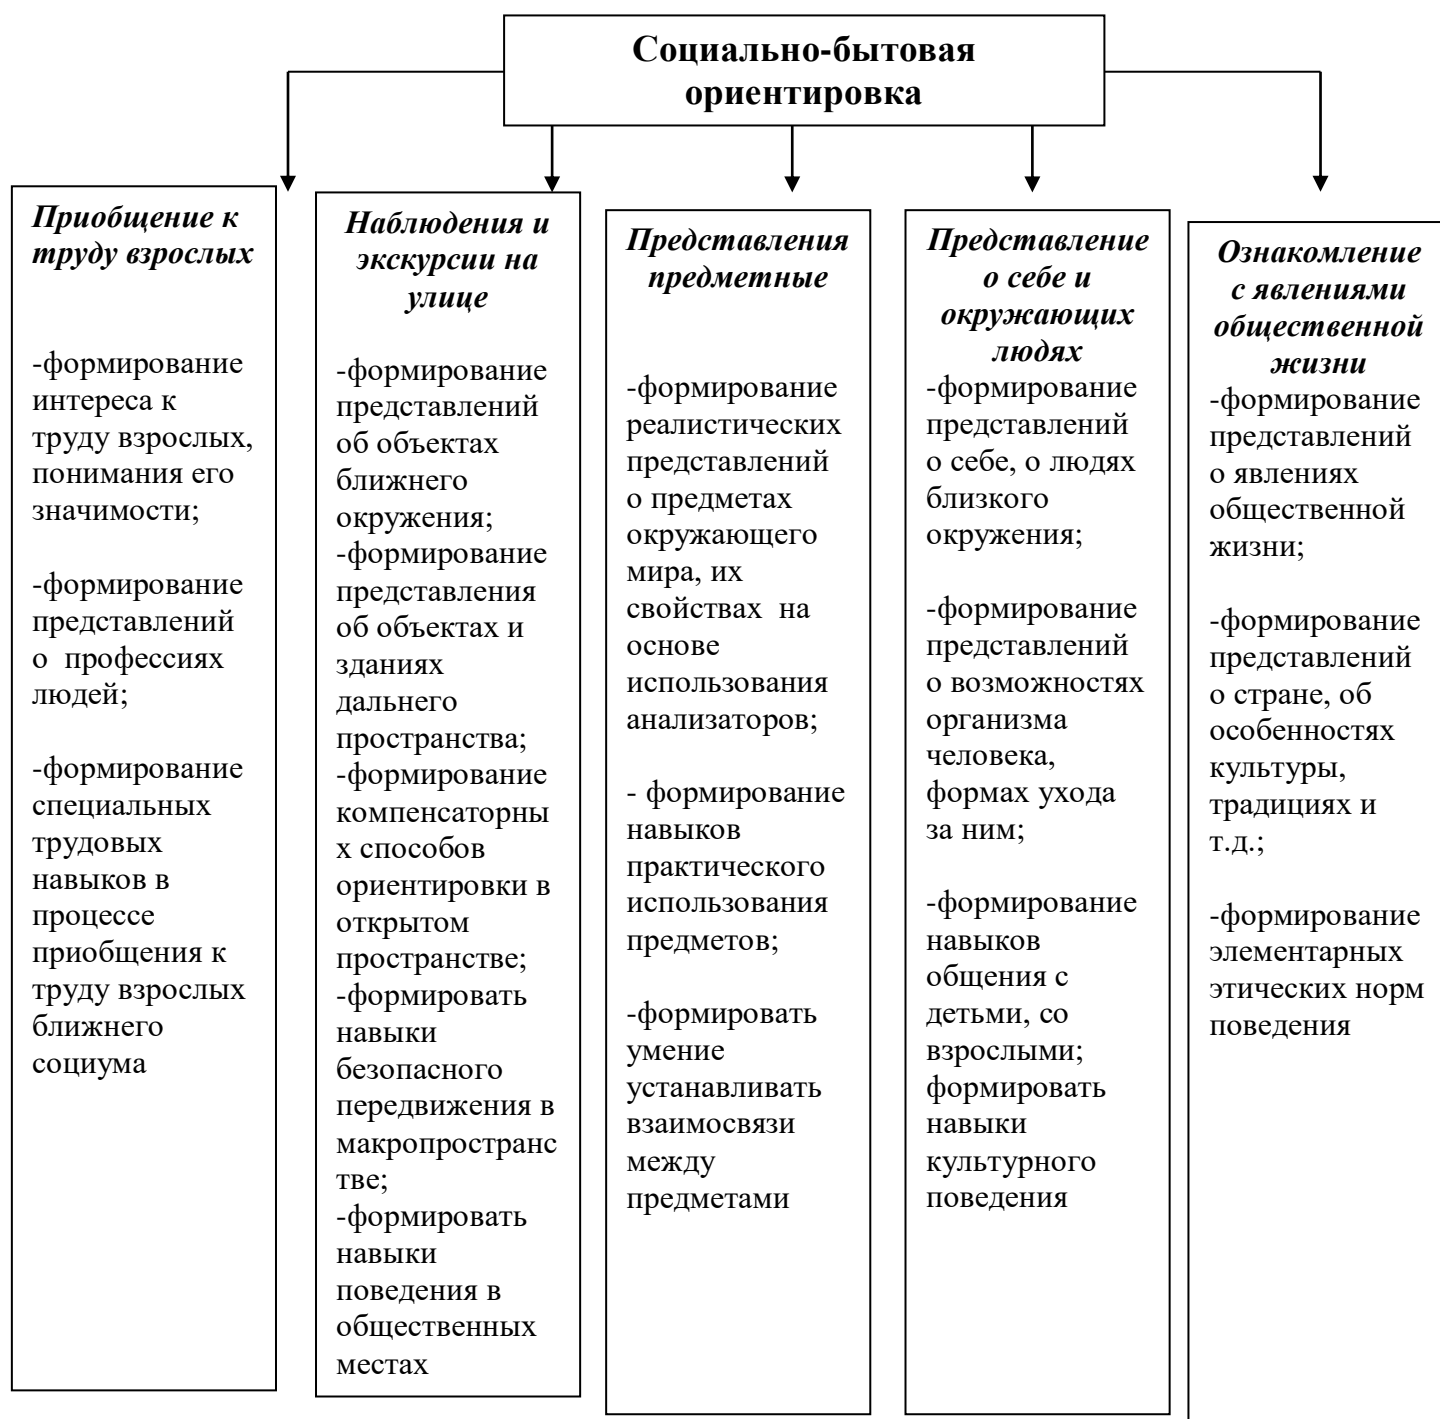 Социально-бытовая
ориентировка
Приобщение к
труду взрослых
-формирование
интереса к
труду взрослых,
понимания его
значимости;
-формирование
представлений
о  профессиях
людей;
-формирование
специальных
трудовых
навыков в
процессе
приобщения к
труду взрослых
ближнего
социума
Наблюдения и
экскурсии на
улице
-формирование
представлений
об объектах
ближнего
окружения;
-формирование
представления
об объектах и
зданиях
дальнего
пространства;
-формирование
компенсаторны
х способов
ориентировки в
открытом
пространстве;
-формировать
навыки
безопасного
передвижения в
макропространс
тве;
-формировать
навыки
поведения в
общественных
местах
Представления
предметные
-формирование
реалистических
представлений
о предметах
окружающего
мира, их
свойствах  на
основе
использования
анализаторов;
- формирование
навыков
практического
использования
предметов;
-формировать
умение
устанавливать
взаимосвязи
между
предметами
Представление
о себе и
окружающих
людях
-формирование
представлений
о себе, о людях
близкого
окружения;
-формирование
представлений
о возможностях
организма
человека,
формах ухода
за ним;
-формирование
навыков
общения с
детьми, со
взрослыми;
формировать
навыки
культурного
поведения
Ознакомление
с явлениями
общественной
жизни
-формирование
представлений
о явлениях
общественной
жизни;
-формирование
представлений
о стране, об
особенностях
культуры,
традициях и
т.д.;
-формирование
элементарных
этических норм
поведения